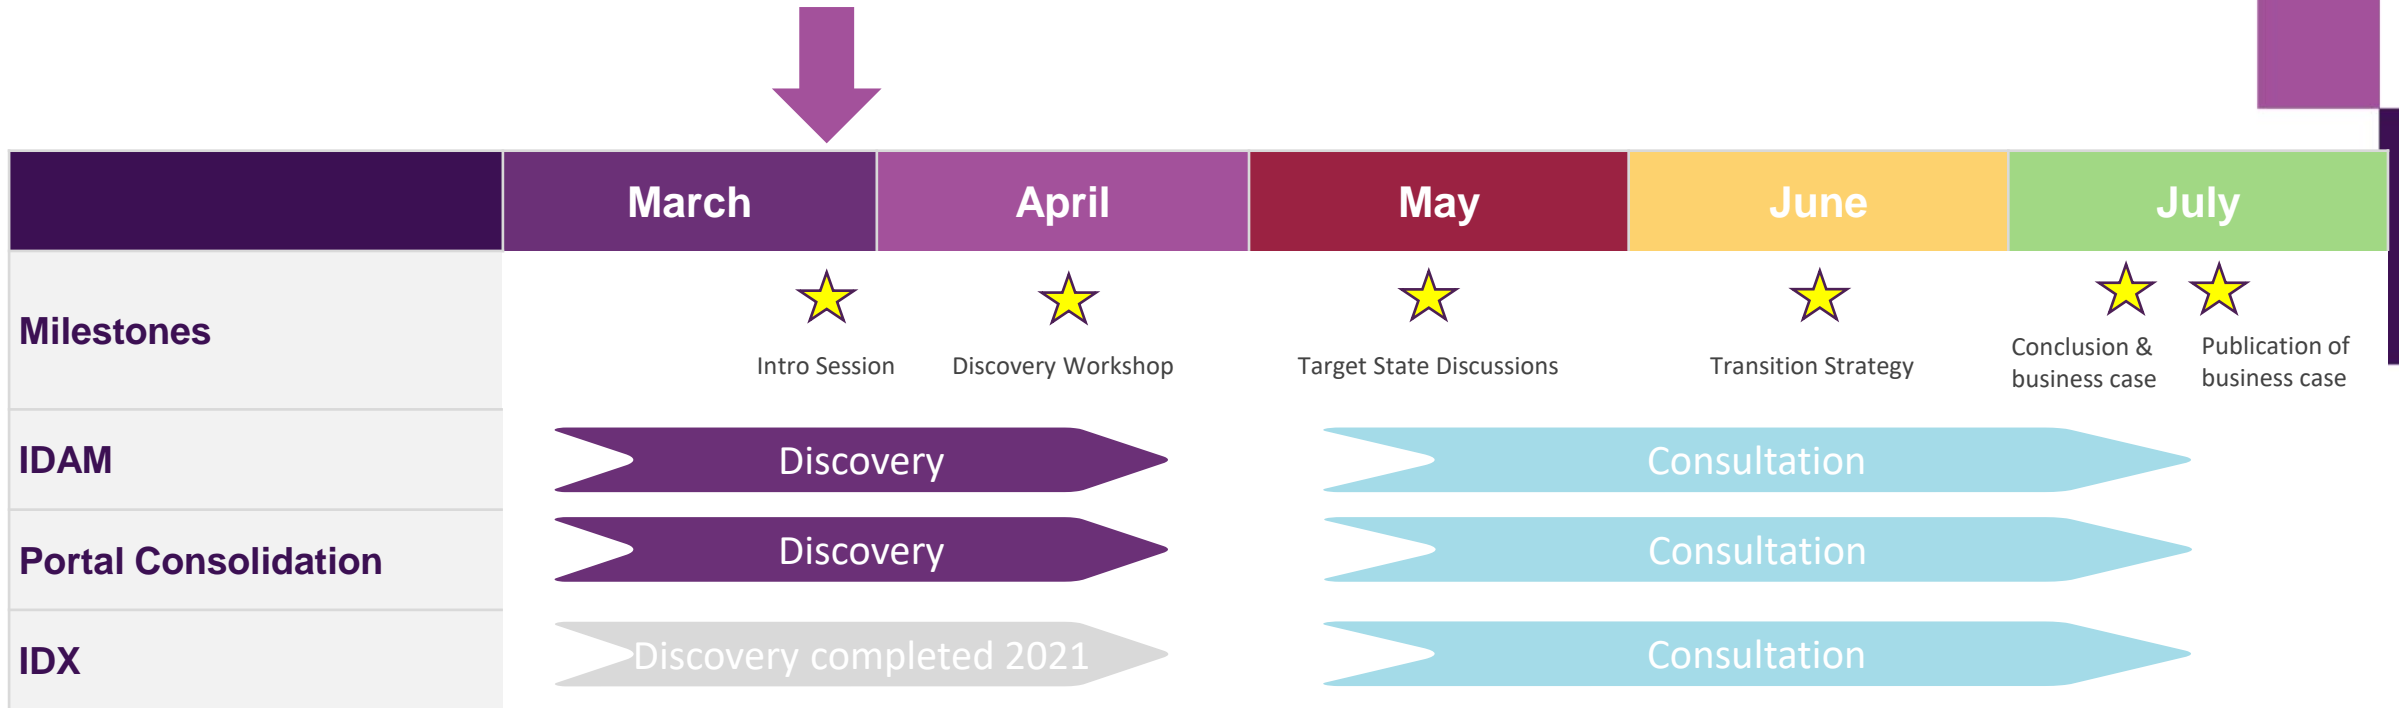 March
April
May
June
July
Milestones
Intro Session
Discovery Workshop
Target State Discussions
Transition Strategy
Conclusion &
business case
Publication of
business case
IDAM
Discovery
Consultation
Portal Consolidation
Discovery
Consultation
IDX
Discovery completed 2021
Consultation